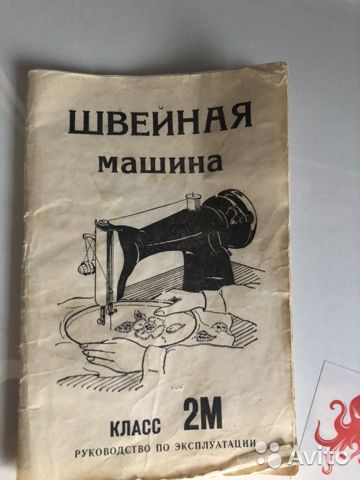 ШВЕЙНАЯ
машина
КЛАСС 2М
РУКОВОДСТВО ПО ЭКСПЛУАТАЦИИ
Avito